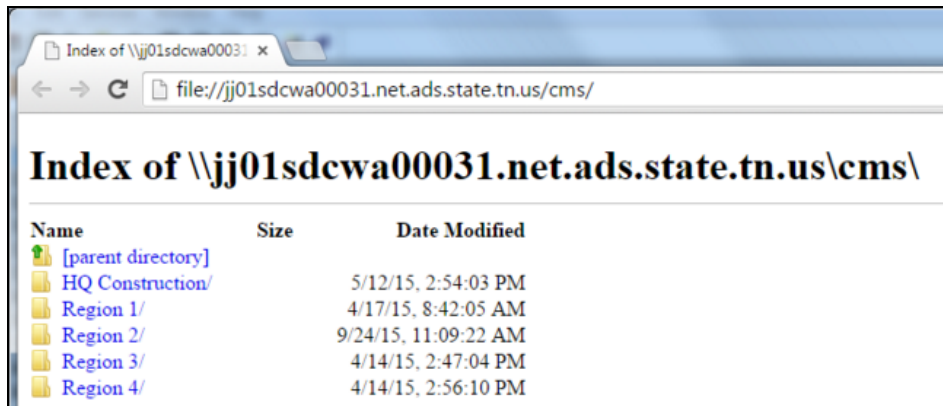 Index of \\jj01sdcwa00031
file://jj01sdcwa00031.net.ads.state.tn.us/cms/
Index of \\jj01sdcwa00031.net.ads.state.tn.us\cms\
Name Size Date Modified
[parent directory]
HQ Construction/ 5/12/15, 2:54:03 PM
Region 1/ 4/17/15, 8:42:05 AM
Region 2/ 9/24/15, 11:09:22 AM
Region 3/ 4/14/15, 2:47:04 PM
Region 4/ 4/14/15, 2:56:10 PM